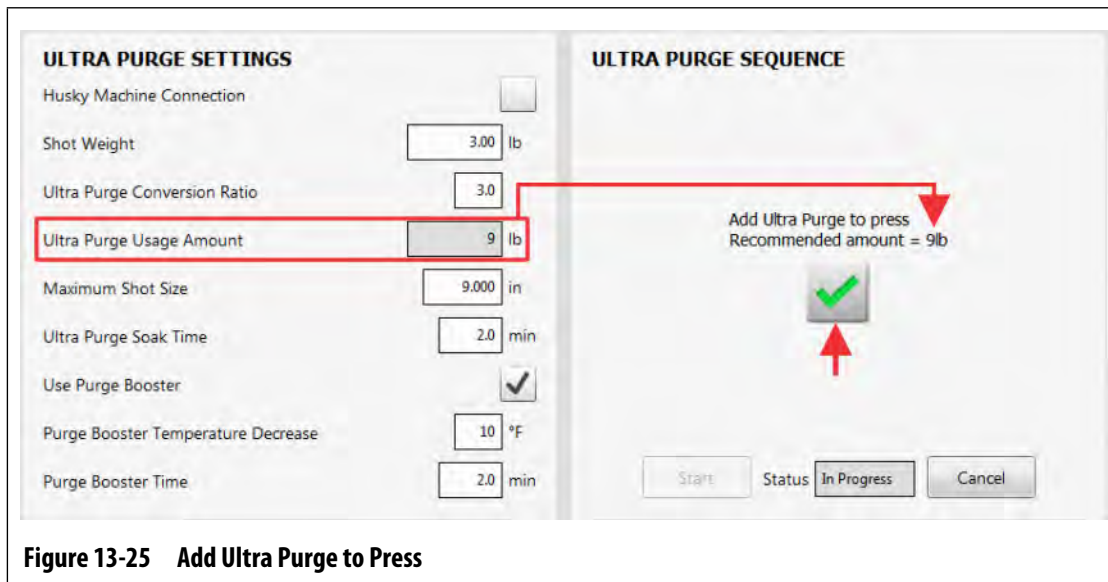 ULTRA PURGE SETTINGS
Husky Machine Connection
Shot Weight 3.00 lb
Ultra Purge Conversion Ratio 3.0
Ultra Purge Usage Amount 9 lb
Maximum Shot Size 9.000 in
Ultra Purge Soak Time 2.0 min
Use Purge Booster
Purge Booster Temperature Decrease 10 °F
Purge Booster Time 2.0 min
ULTRA PURGE SEQUENCE
Add Ultra Purge to press
Recommended amount = 9lb
Start Status In Progress Cancel
Figure 13-25 Add Ultra Purge to Press